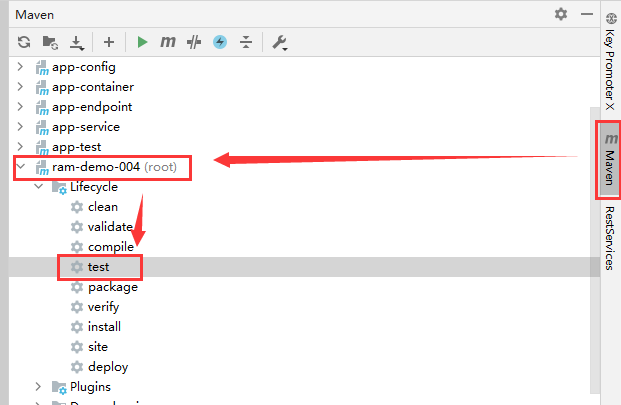 Maven
app-config
app-container
app-endpoint
app-service
app-test
ram-demo-004 (root)
Lifecycle
clean
validate
compile
test
package
verify
install
site
deploy
Plugins
Key Promoter X
Maven
RestServices